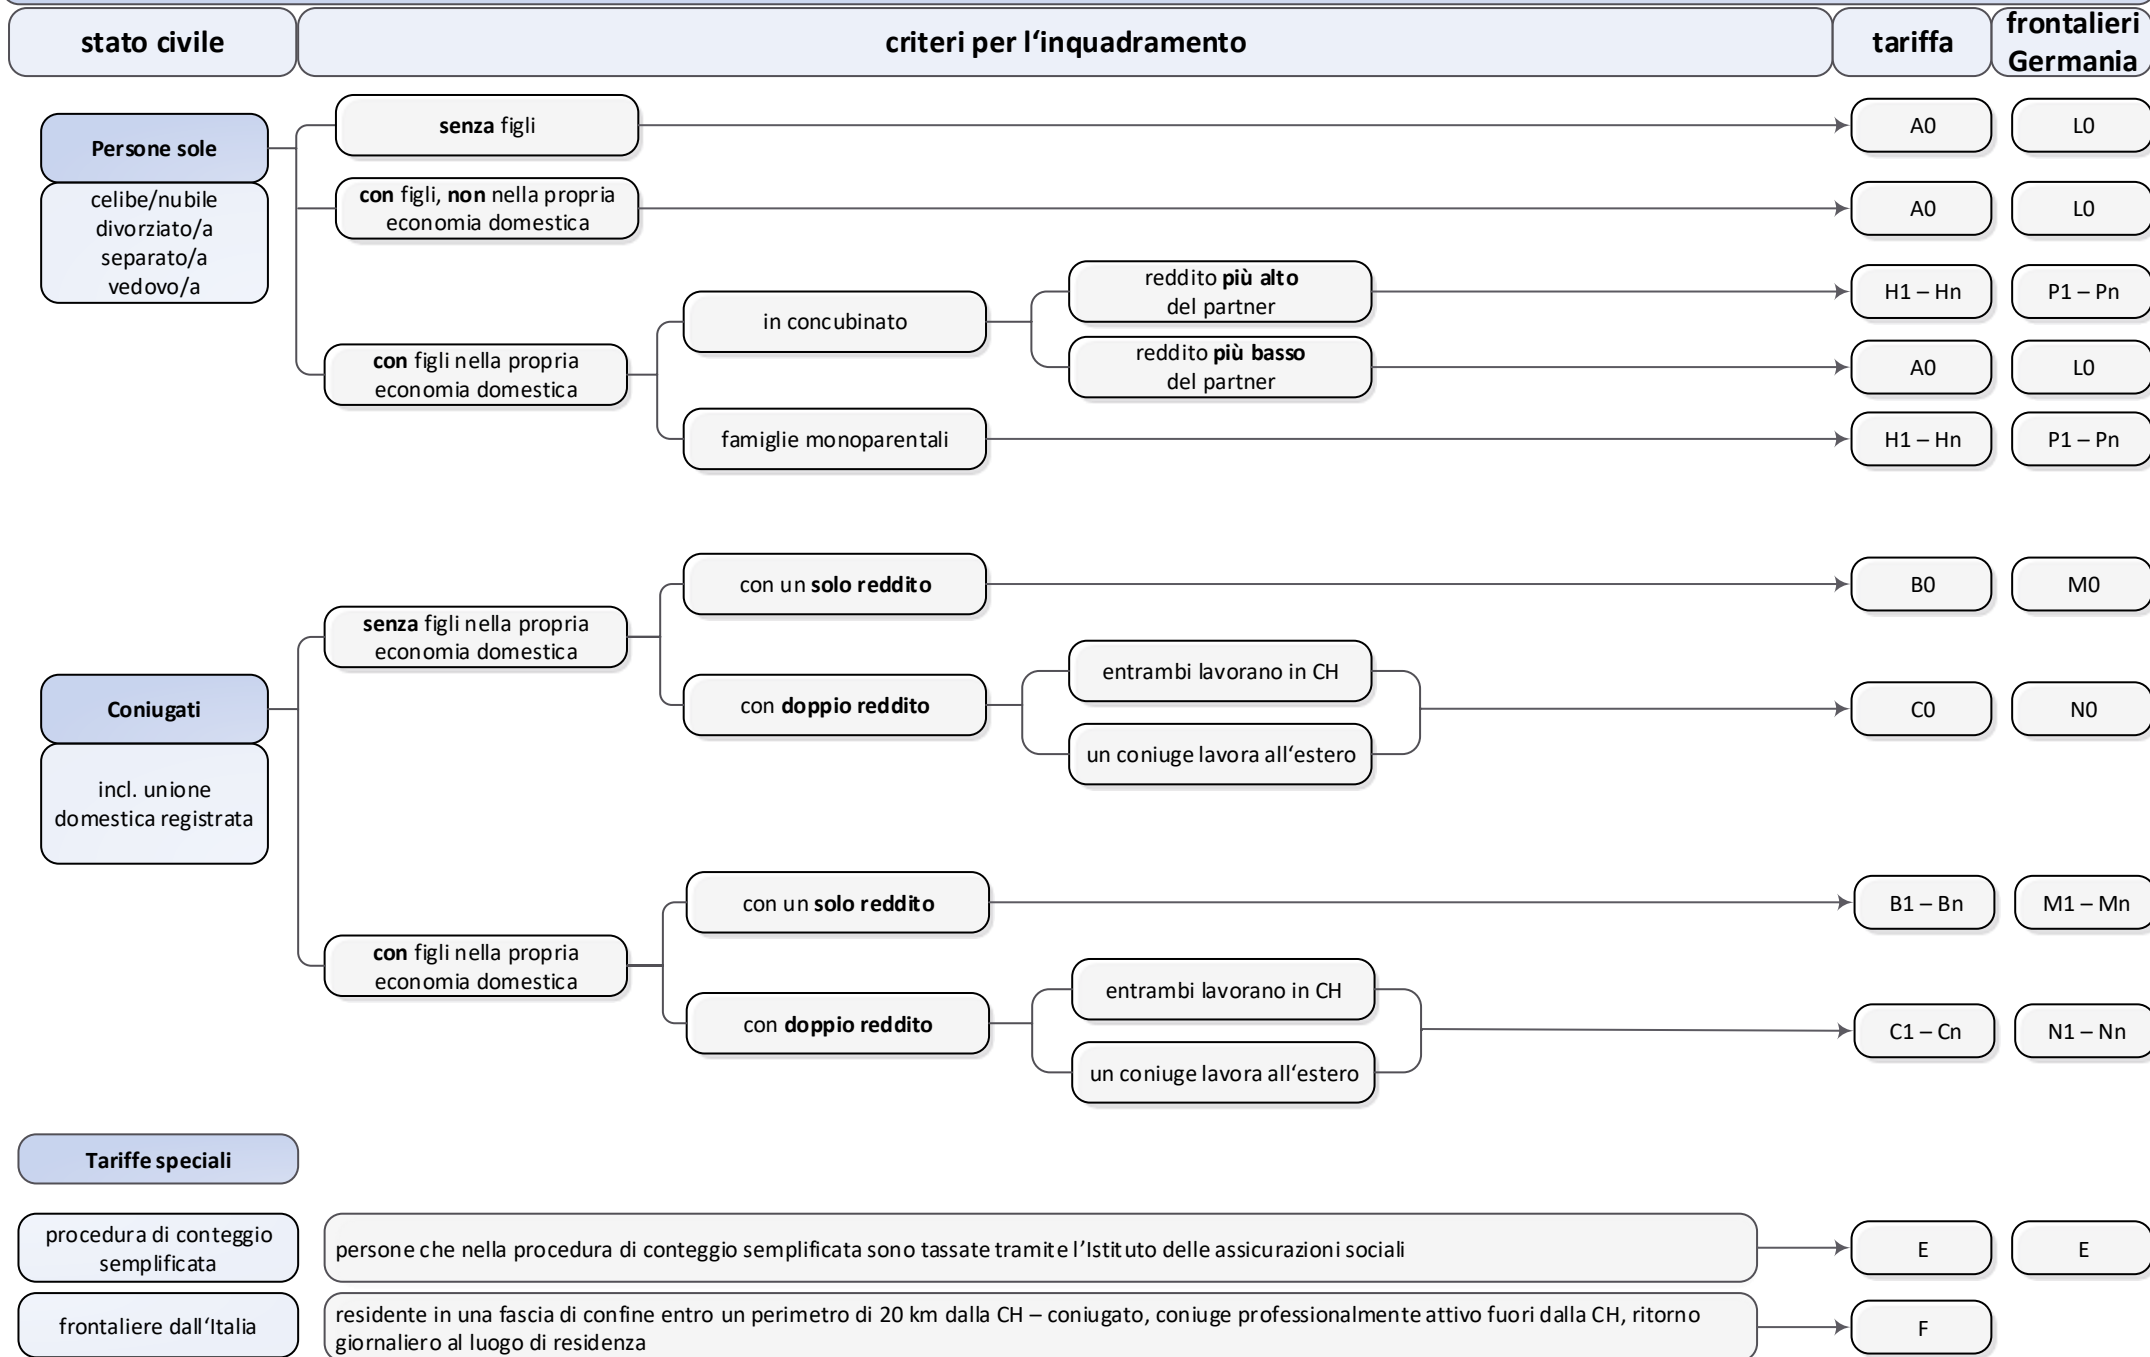 stato civile
criteri per l‘inquadramento
tariffa
frontalieri
Germania
Persone sole
celibe/nubile
divorziato/a
separato/a
vedovo/a
senza figli
A0
L0
con figli, non nella propria
economia domestica
A0
L0
con figli nella propria
economia domestica
in concubinato
reddito più alto
del partner
H1 – Hn
P1 – Pn
reddito più basso
del partner
A0
L0
famiglie monoparentali
H1 – Hn
P1 – Pn
Coniugati
incl. unione
domestica registrata
senza figli nella propria
economia domestica
con un solo reddito
B0
M0
con doppio reddito
entrambi lavorano in CH
un coniuge lavora all‘estero
C0
N0
con figli nella propria
economia domestica
con un solo reddito
B1 – Bn
M1 – Mn
con doppio reddito
entrambi lavorano in CH
un coniuge lavora all‘estero
C1 – Cn
N1 – Nn
Tariffe speciali
procedura di conteggio
semplificata
persone che nella procedura di conteggio semplificata sono tassate tramite l’Istituto delle assicurazioni sociali
E
E
frontaliere dall‘Italia
residente in una fascia di confine entro un perimetro di 20 km dalla CH – coniugato, coniuge professionalmente attivo fuori dalla CH, ritorno
giornaliero al luogo di residenza
F